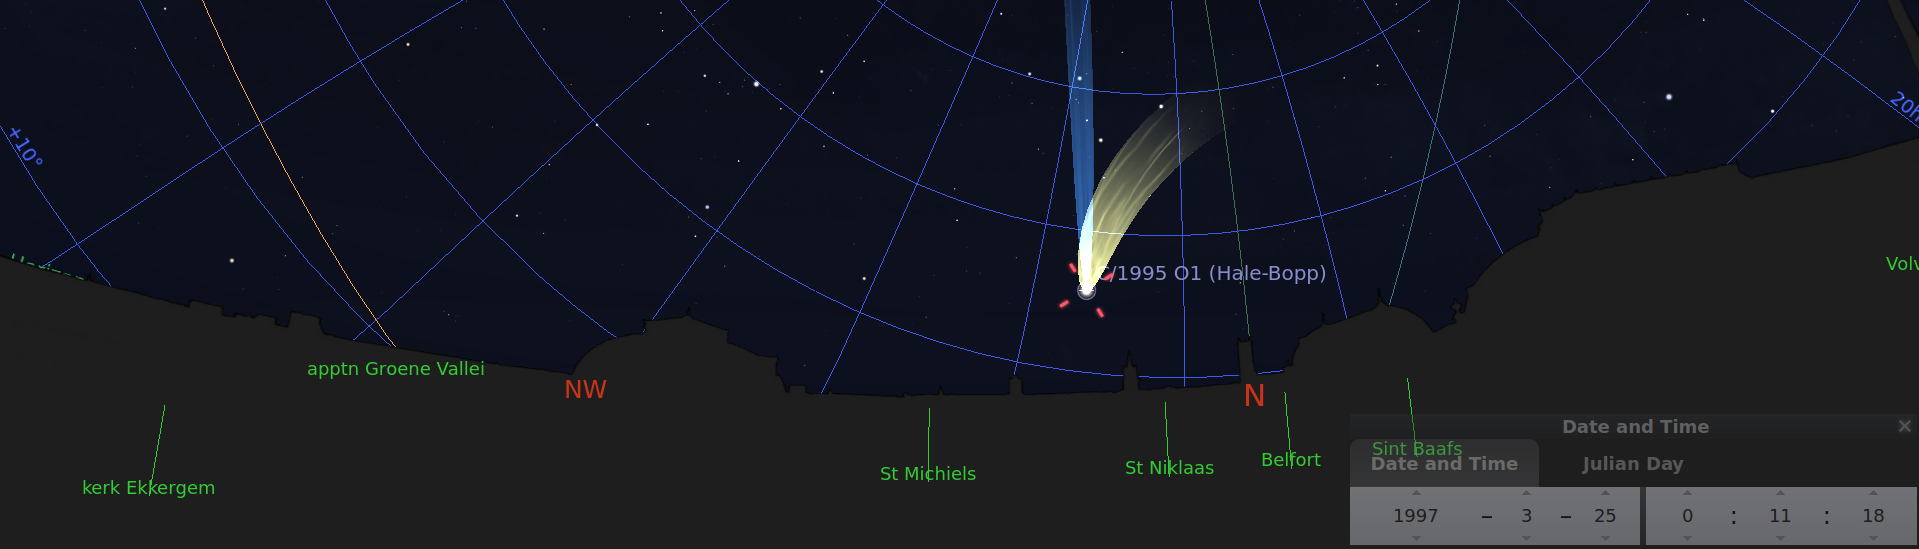 +10°
20h
C/1995 O1 (Hale-Bopp)
Volv
apptn Groene Vallei
NW
N
kerk Ekkergem
St Michiels
St Niklaas
Belfort
Sint Baafs
Date and Time ×
Date and Time Julian Day
1997 – 3 – 25 0 : 11 : 18